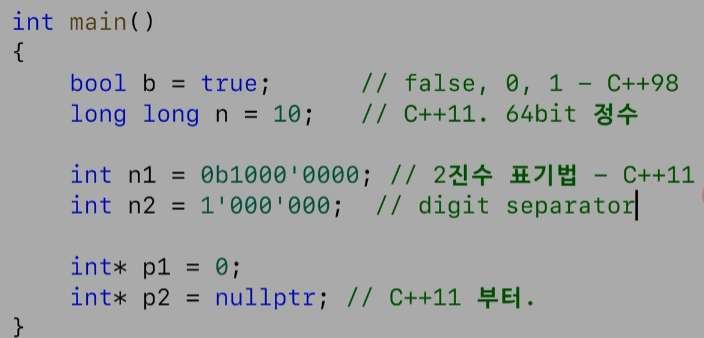 int main()
{
    bool b = true;      // false, 0, 1 - C++98
    long long n = 10;   // C++11. 64bit 정수
    int n1 = 0b1000'0000; // 2진수 표기법 - C++11
    int n2 = 1'000'000;  // digit separator
    int* p1 = 0;
    int* p2 = nullptr; // C++11 부터.
}